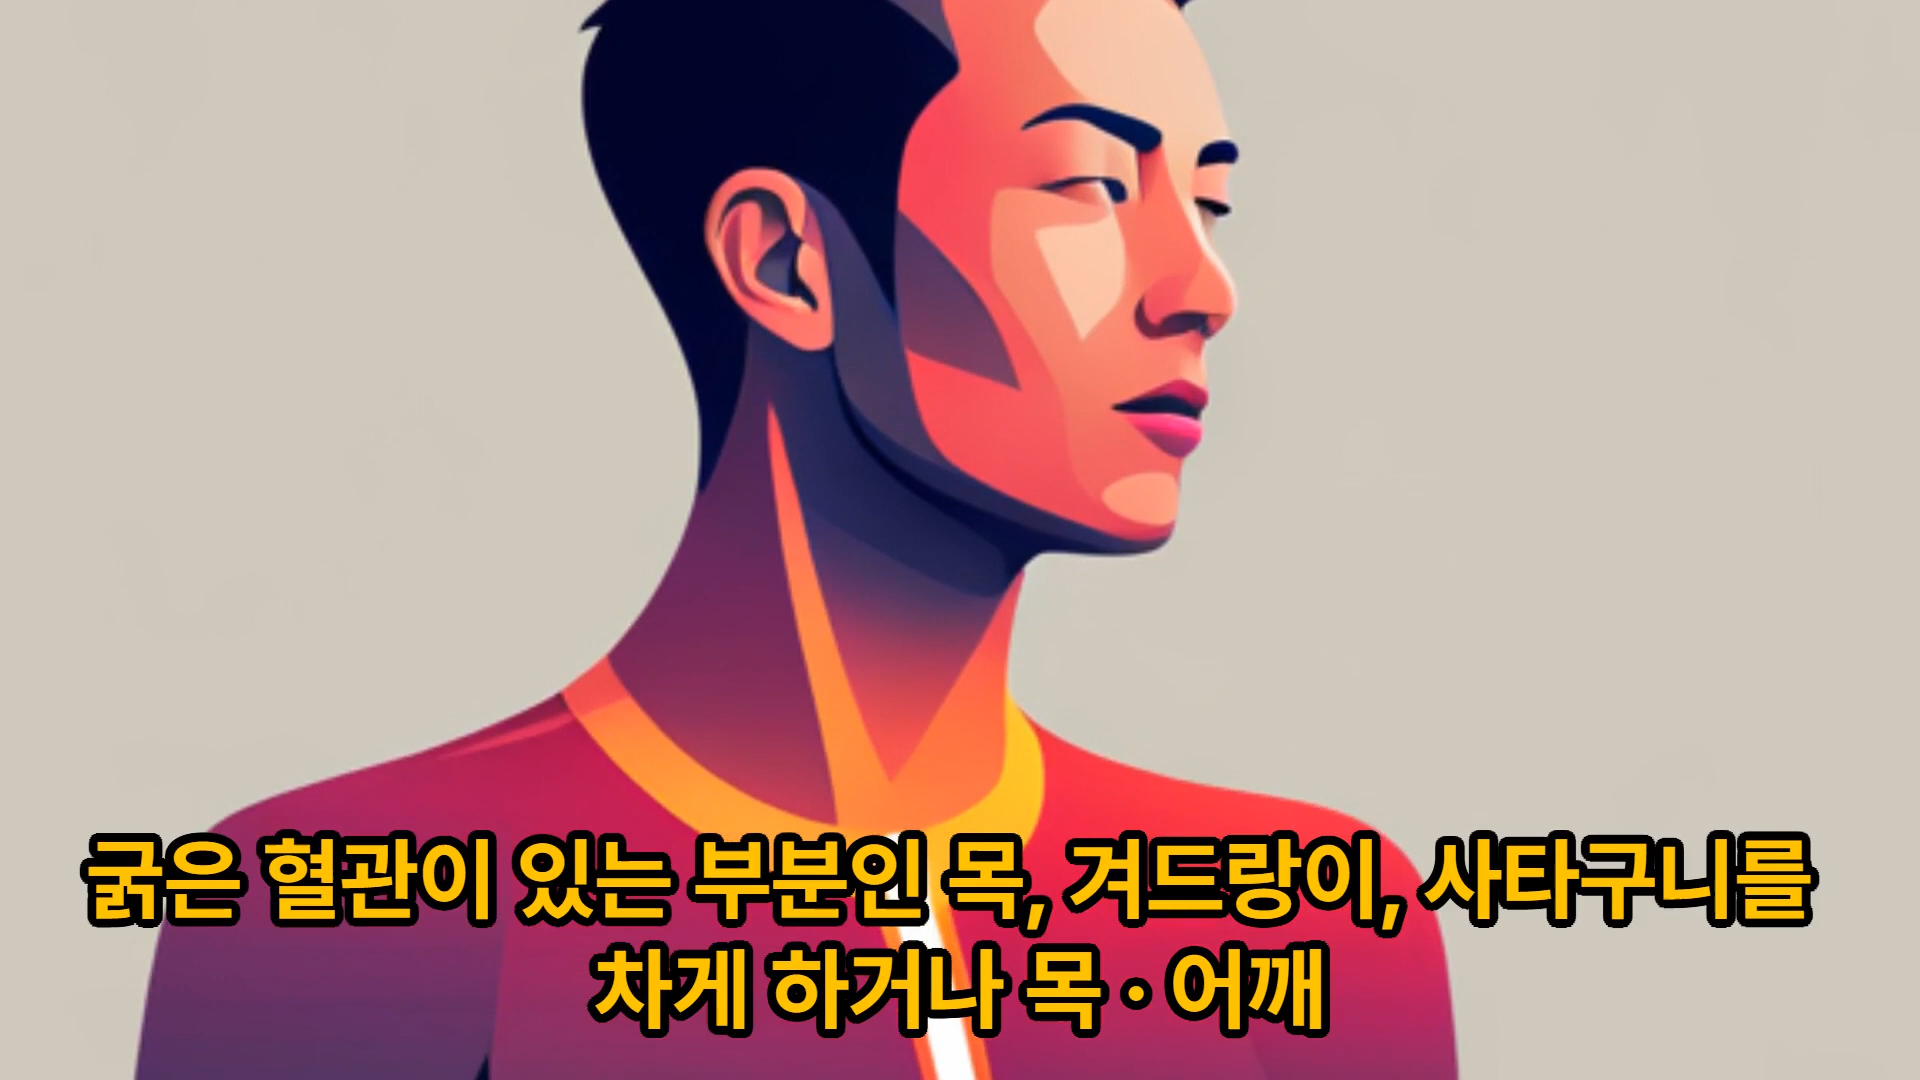 굵은 혈관이 있는 부분인 목, 겨드랑이, 사타구니를
차게 하거나 목·어깨